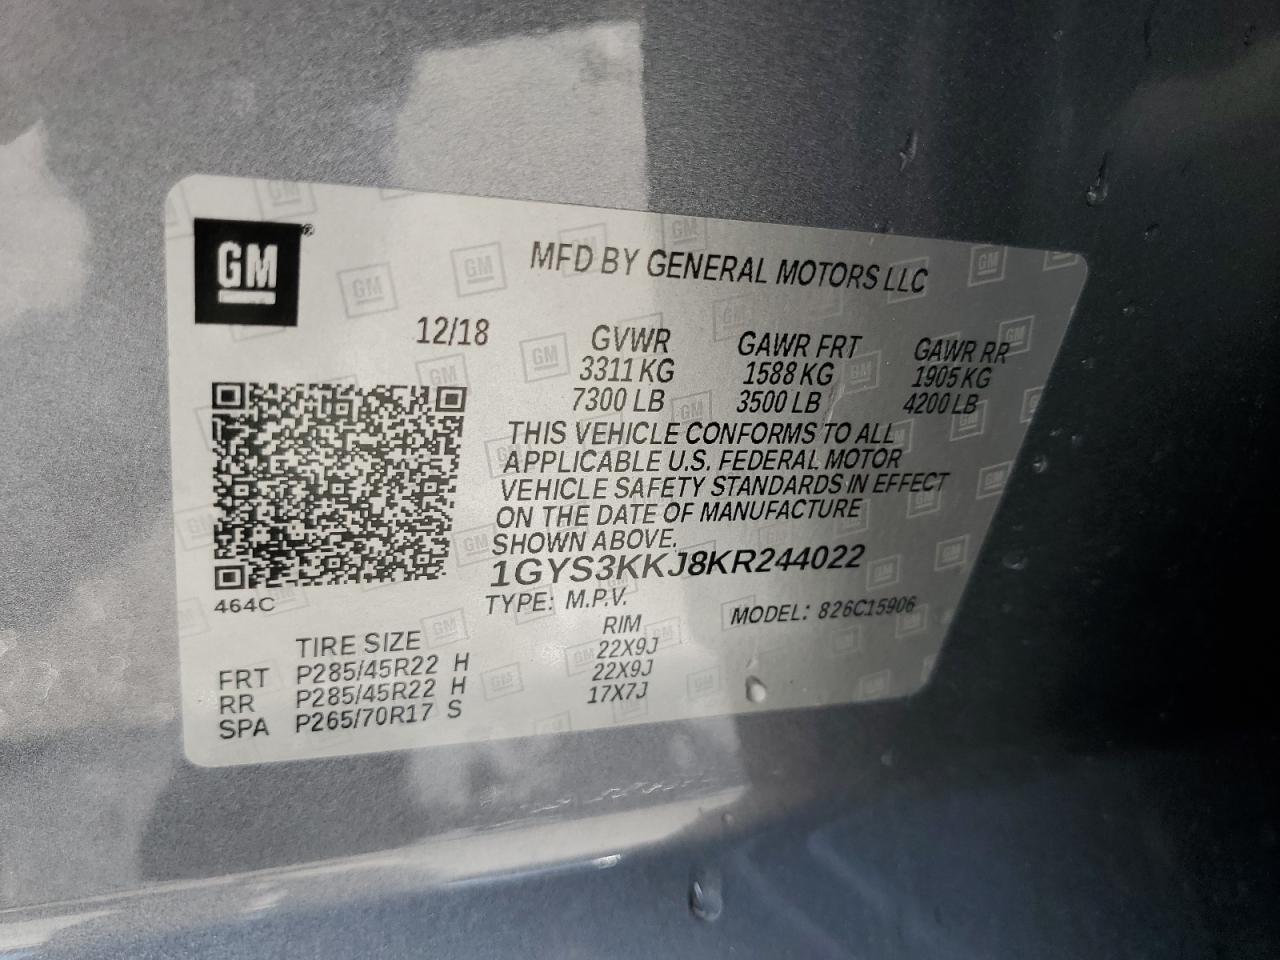 GM®
MFD BY GENERAL MOTORS LLC
12/18
GVWR GAWR FRT GAWR RR
3311 KG 1588 KG 1905 KG
7300 LB 3500 LB 4200 LB
THIS VEHICLE CONFORMS TO ALL
APPLICABLE U.S. FEDERAL MOTOR
VEHICLE SAFETY STANDARDS IN EFFECT
ON THE DATE OF MANUFACTURE
SHOWN ABOVE.
1GYS3KKJ8KR244022
464C
TYPE: M.P.V. MODEL: 826C15906
TIRE SIZE RIM
FRT P285/45R22 H 22X9J
RR P285/45R22 H 22X9J
SPA P265/70R17 S 17X7J